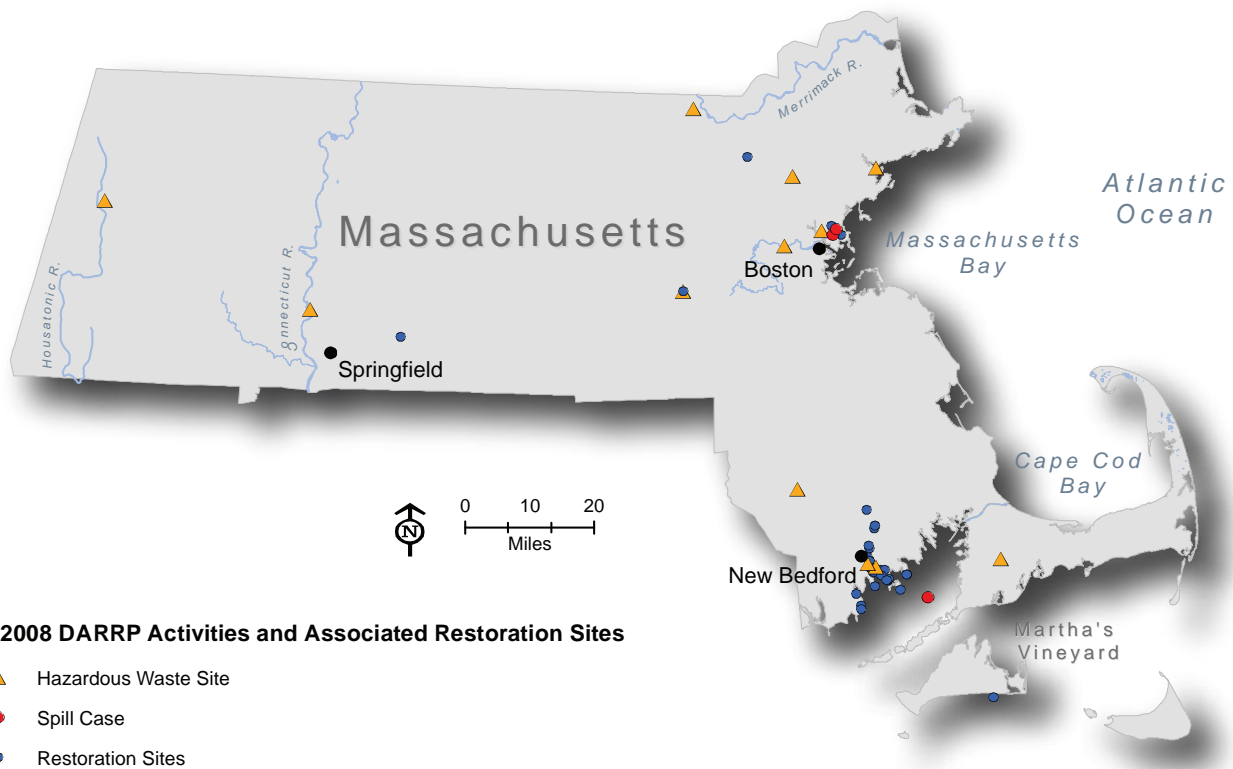 Merrimack R.
Atlantic
Ocean
Massachusetts
Massachusetts
Bay
Boston
Housatonic R.
Connecticut R.
Springfield
Cape Cod
Bay
N
0 10 20
Miles
New Bedford
Martha's
Vineyard
2008 DARRP Activities and Associated Restoration Sites
Hazardous Waste Site
Spill Case
Restoration Sites